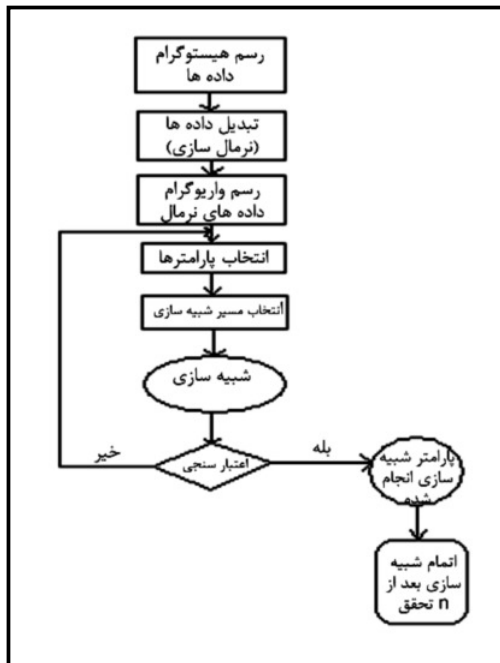 رسم هیستوگرام
داده ها
تبدیل داده ها
(نرمال سازی)
رسم واریوگرام
داده های نرمال
انتخاب پارامترها
انتخاب مسیر شبیه سازی
شبیه سازی
اعتبار سنجی
خیر
بله
پارامتر شبیه
سازی انجام
شده
اتمام شبیه
سازی بعد از
n تحقق